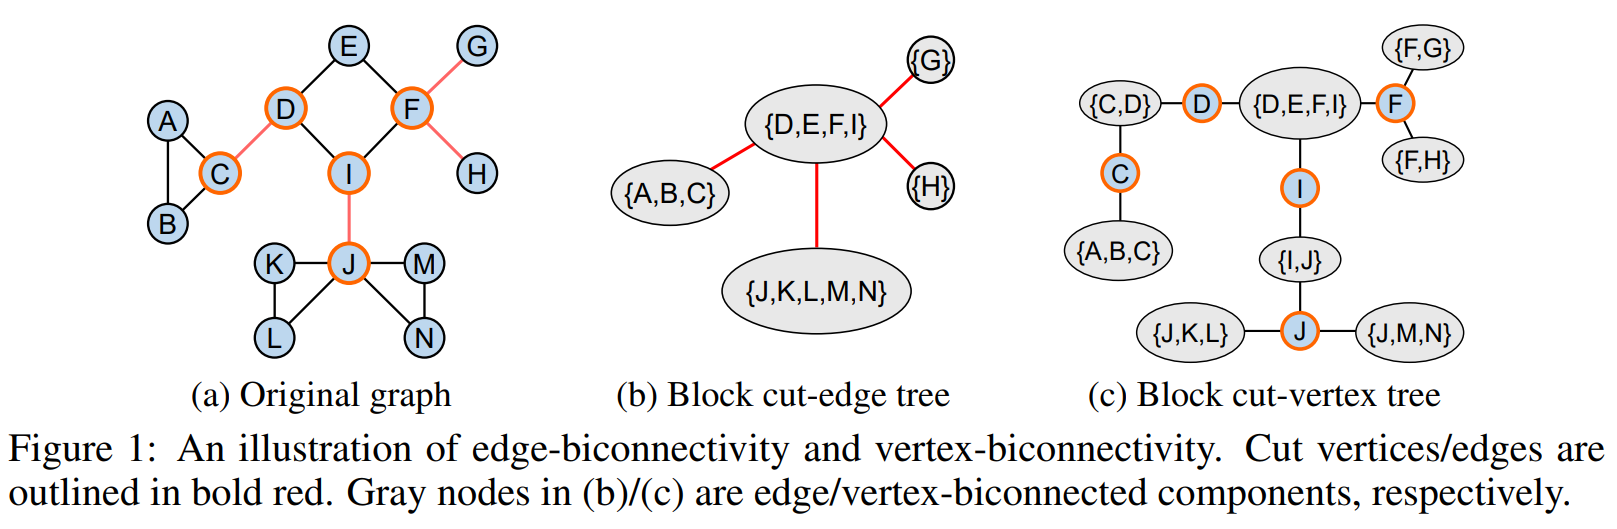 A
B
C
D
E
F
G
H
I
J
K
L
M
N
(a) Original graph
{G}
{D,E,F,I}
{A,B,C}
{H}
{J,K,L,M,N}
(b) Block cut-edge tree
{F,G}
{C,D}
D
{D,E,F,I}
F
{F,H}
C
I
{A,B,C}
{I,J}
{J,K,L}
J
{J,M,N}
(c) Block cut-vertex tree
Figure 1: An illustration of edge-biconnectivity and vertex-biconnectivity. Cut vertices/edges are
outlined in bold red. Gray nodes in (b)/(c) are edge/vertex-biconnected components, respectively.